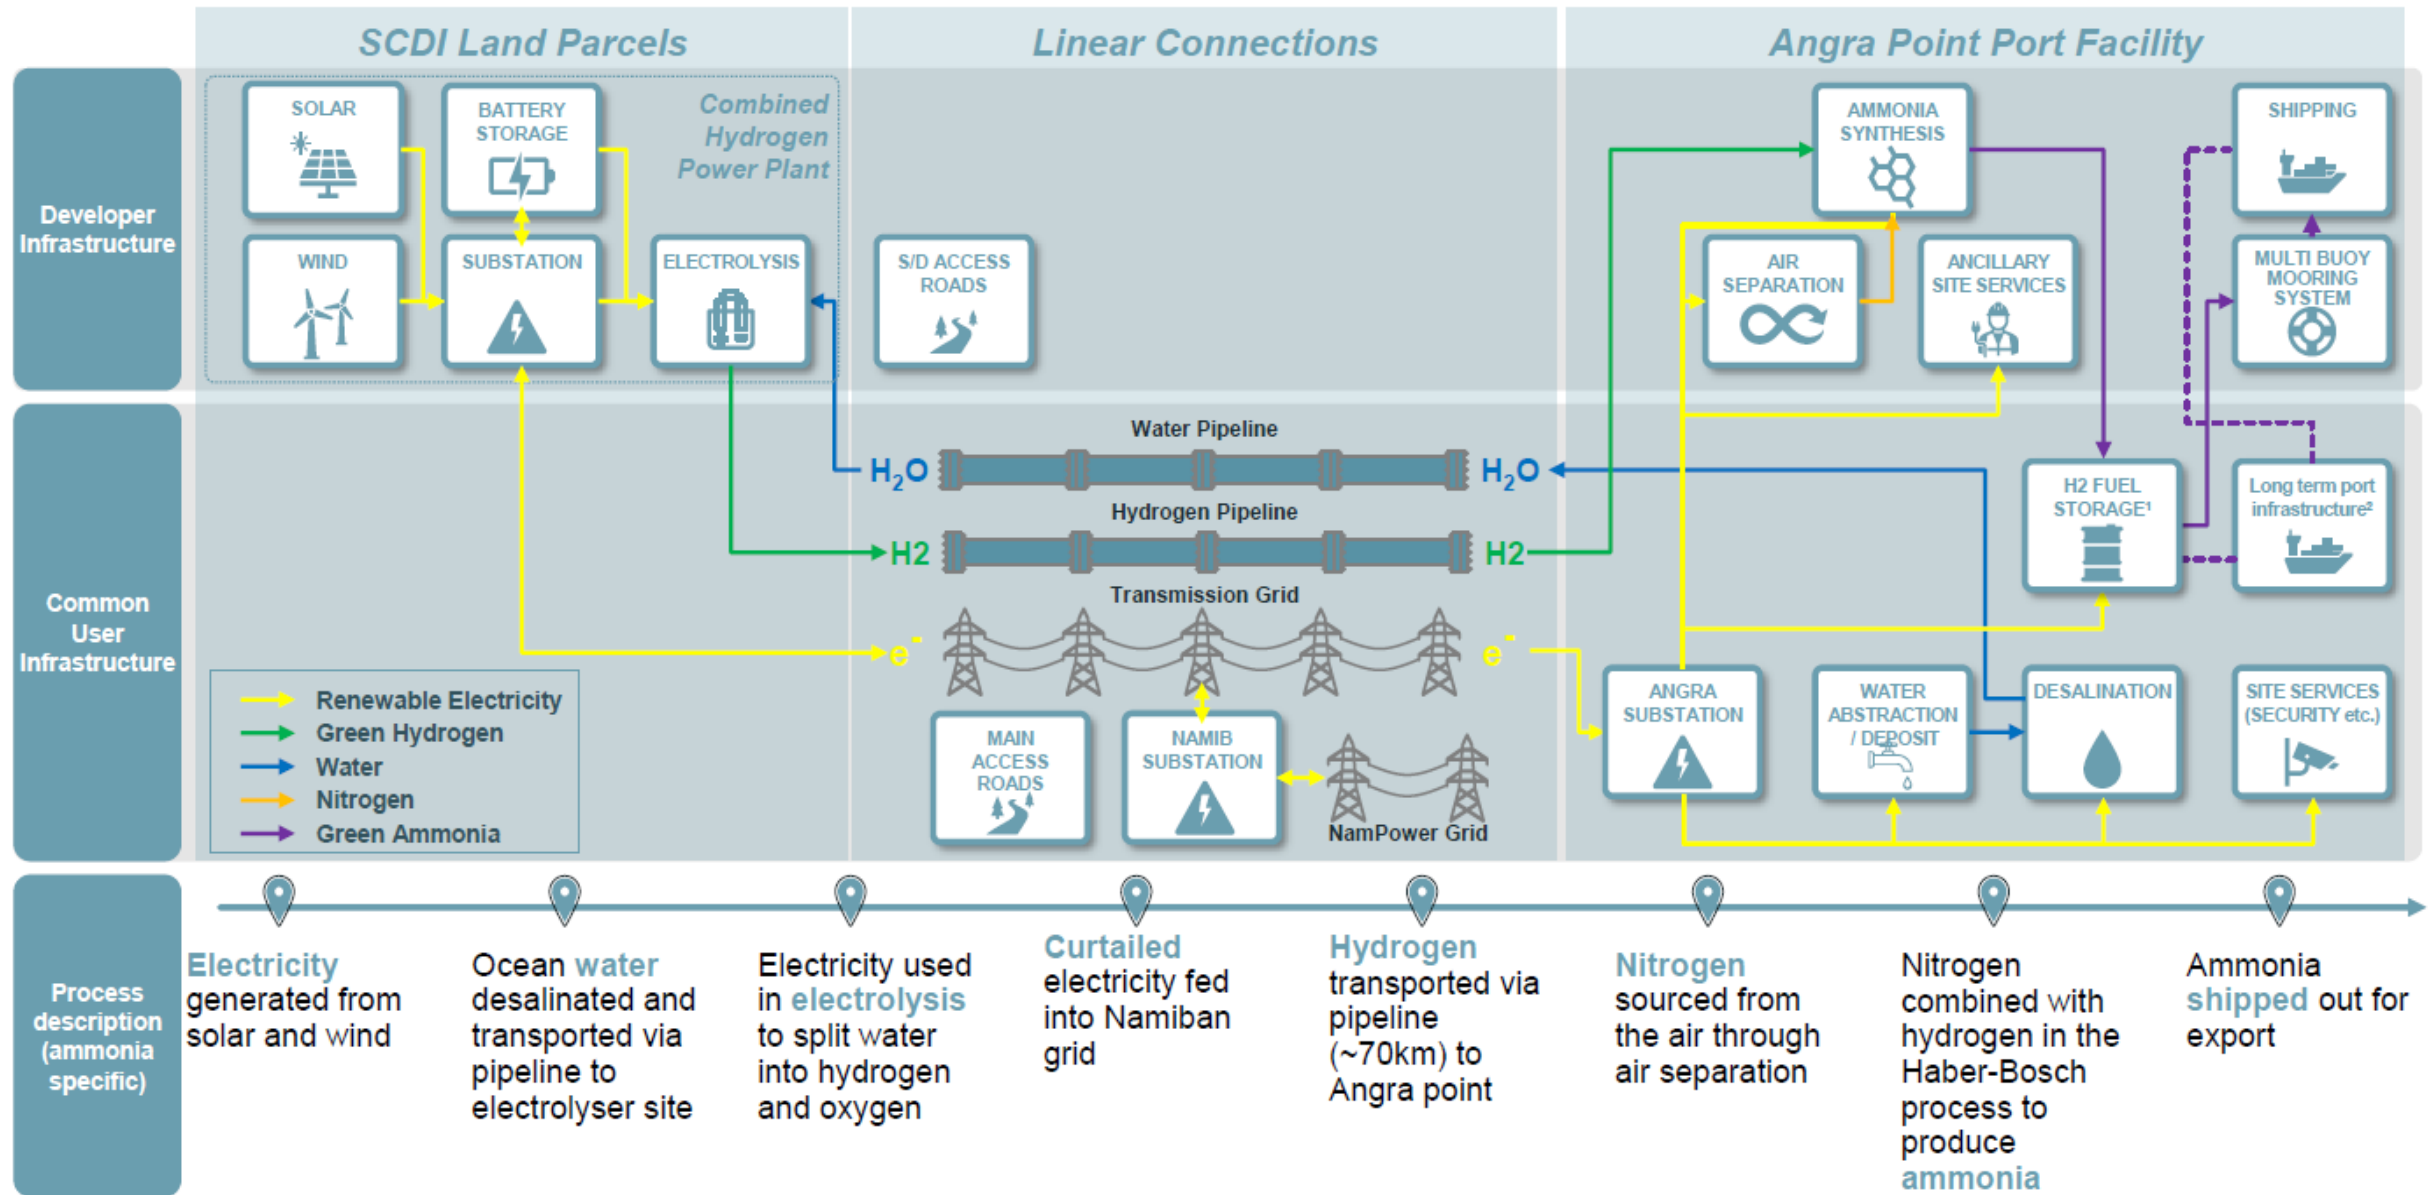 SCDI Land Parcels
Linear Connections
Angra Point Port Facility
Developer
Infrastructure
SOLAR
BATTERY
STORAGE
Combined
Hydrogen
Power Plant
WIND
SUBSTATION
ELECTROLYSIS
S/D ACCESS
ROADS
AMMONIA
SYNTHESIS
SHIPPING
AIR
SEPARATION
ANCILLARY
SITE SERVICES
MULTI BUOY
MOORING
SYSTEM
Common
User
Infrastructure
Water Pipeline
H₂O
H₂O
Hydrogen Pipeline
H2
H2
Transmission Grid
e⁻
e⁻
H2 FUEL
STORAGE¹
Long term port
infrastructure²
Renewable Electricity
Green Hydrogen
Water
Nitrogen
Green Ammonia
MAIN
ACCESS
ROADS
NAMIB
SUBSTATION
NamPower Grid
ANGRA
SUBSTATION
WATER
ABSTRACTION
/ DEPOSIT
DESALINATION
SITE SERVICES
(SECURITY etc.)
Process
description
(ammonia
specific)
Electricity
generated from
solar and wind
Ocean water
desalinated and
transported via
pipeline to
electrolyser site
Electricity used
in electrolysis
to split water
into hydrogen
and oxygen
Curtailed
electricity fed
into Namiban
grid
Hydrogen
transported via
pipeline
(~70km) to
Angra point
Nitrogen
sourced from
the air through
air separation
Nitrogen
combined with
hydrogen in the
Haber-Bosch
process to
produce
ammonia
Ammonia
shipped out for
export